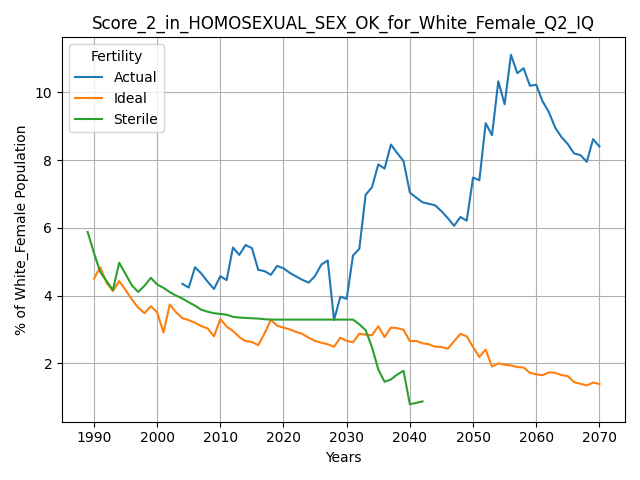 Score_2_in_HOMOSEXUAL_SEX_OK_for_White_Female_Q2_IQ
Fertility
Actual
Ideal
Sterile
% of White_Female Population
10
8
6
4
2
1990 2000 2010 2020 2030 2040 2050 2060 2070
Years